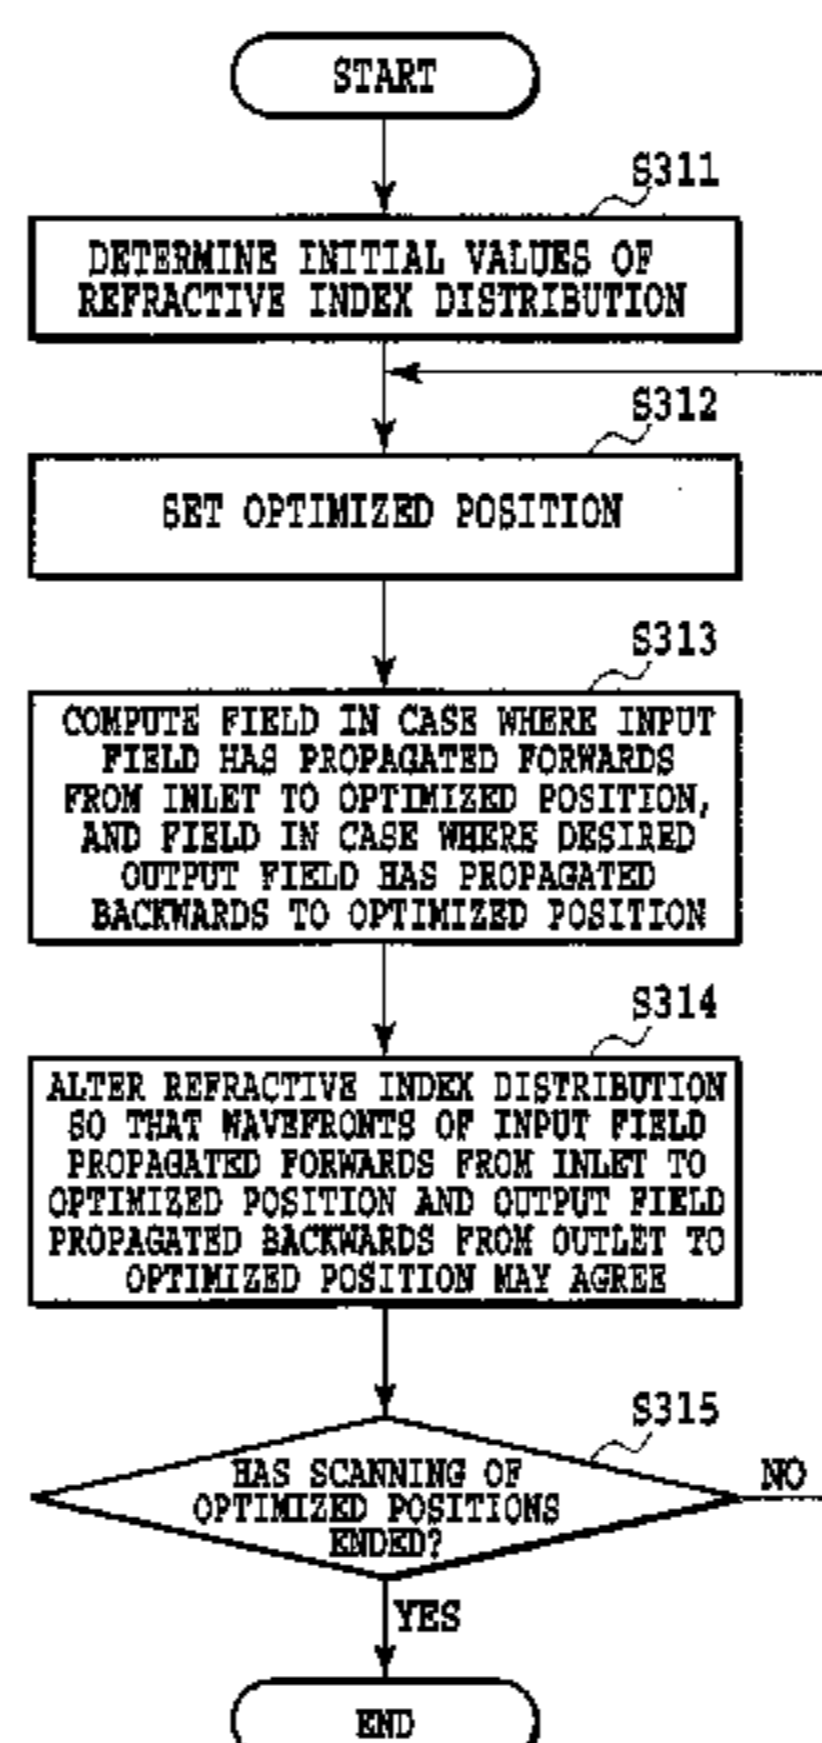 START
S311
DETERMINE INITIAL VALUES OF
REFRACTIVE INDEX DISTRIBUTION
S312
SET OPTIMIZED POSITION
S313
COMPUTE FIELD IN CASE WHERE INPUT
FIELD HAS PROPAGATED FORWARDS
FROM INLET TO OPTIMIZED POSITION,
AND FIELD IN CASE WHERE DESIRED
OUTPUT FIELD HAS PROPAGATED
BACKWARDS TO OPTIMIZED POSITION
S314
ALTER REFRACTIVE INDEX DISTRIBUTION
SO THAT WAVEFRONTS OF INPUT FIELD
PROPAGATED FORWARDS FROM INLET TO
OPTIMIZED POSITION AND OUTPUT FIELD
PROPAGATED BACKWARDS FROM OUTLET TO
OPTIMIZED POSITION MAY AGREE
S315
HAS SCANNING OF
OPTIMIZED POSITIONS
ENDED?
NO
YES
END